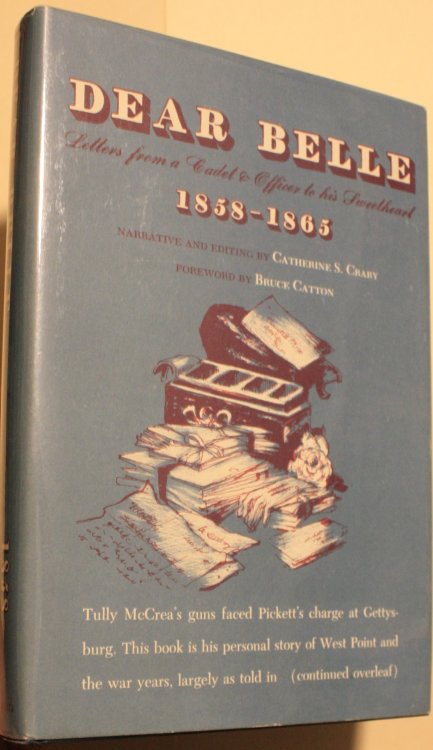 DEAR BELLE
Letters from a Cadet & Officer to his Sweetheart
1858-1865
NARRATIVE AND EDITING BY CATHERINE S. CRARY
FOREWORD BY BRUCE CATTON
Tully McCrea's guns faced Pickett's charge at Gettys-
burg. This book is his personal story of West Point and
the war years, largely as told in (continued overleaf)
1858